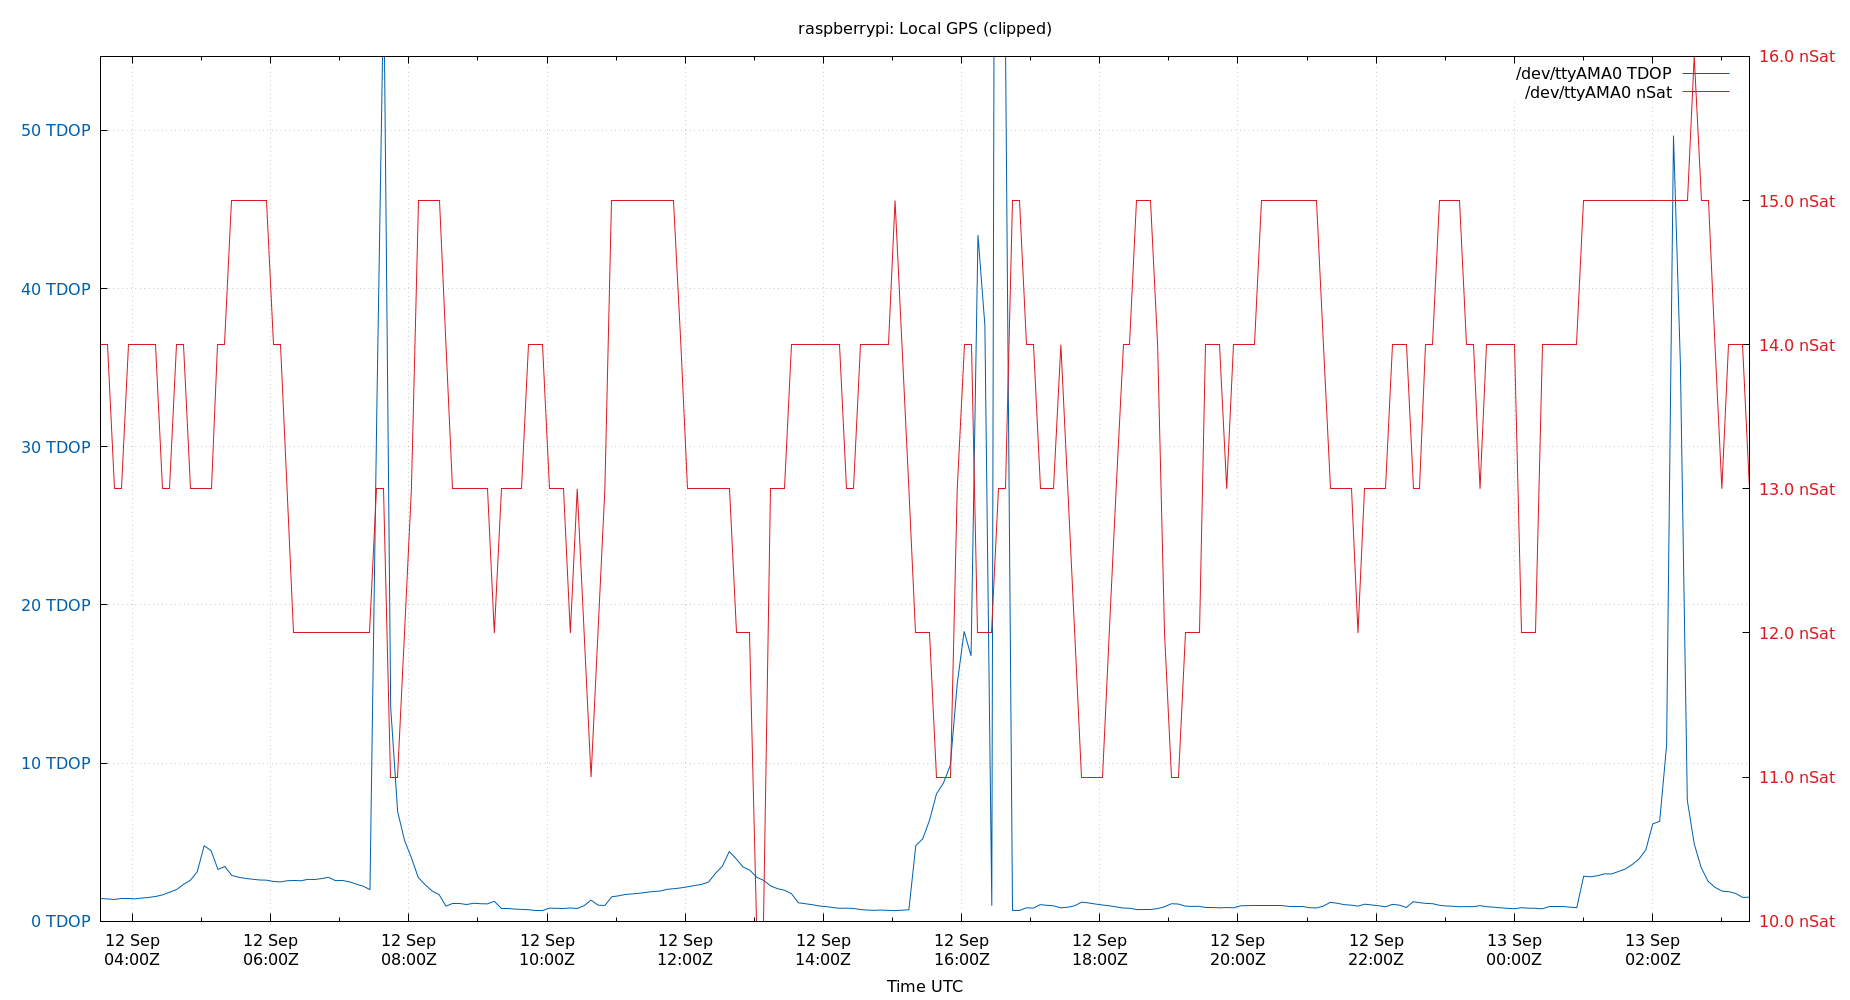 raspberrypi: Local GPS (clipped)
/dev/ttyAMA0 TDOP
/dev/ttyAMA0 nSat
50 TDOP
40 TDOP
30 TDOP
20 TDOP
10 TDOP
0 TDOP
16.0 nSat
15.0 nSat
14.0 nSat
13.0 nSat
12.0 nSat
11.0 nSat
10.0 nSat
12 Sep
04:00Z
12 Sep
06:00Z
12 Sep
08:00Z
12 Sep
10:00Z
12 Sep
12:00Z
12 Sep
14:00Z
12 Sep
16:00Z
12 Sep
18:00Z
12 Sep
20:00Z
12 Sep
22:00Z
13 Sep
00:00Z
13 Sep
02:00Z
Time UTC